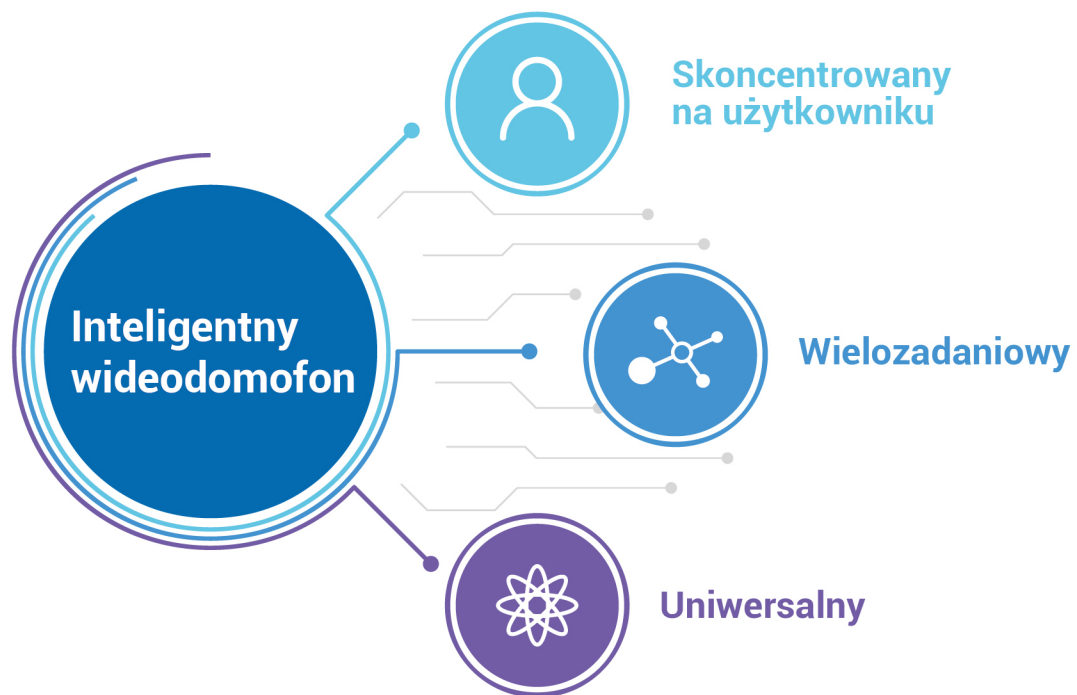 Skoncentrowany
na użytkowniku
Inteligentny
wideodomofon
Wielozadaniowy
Uniwersalny